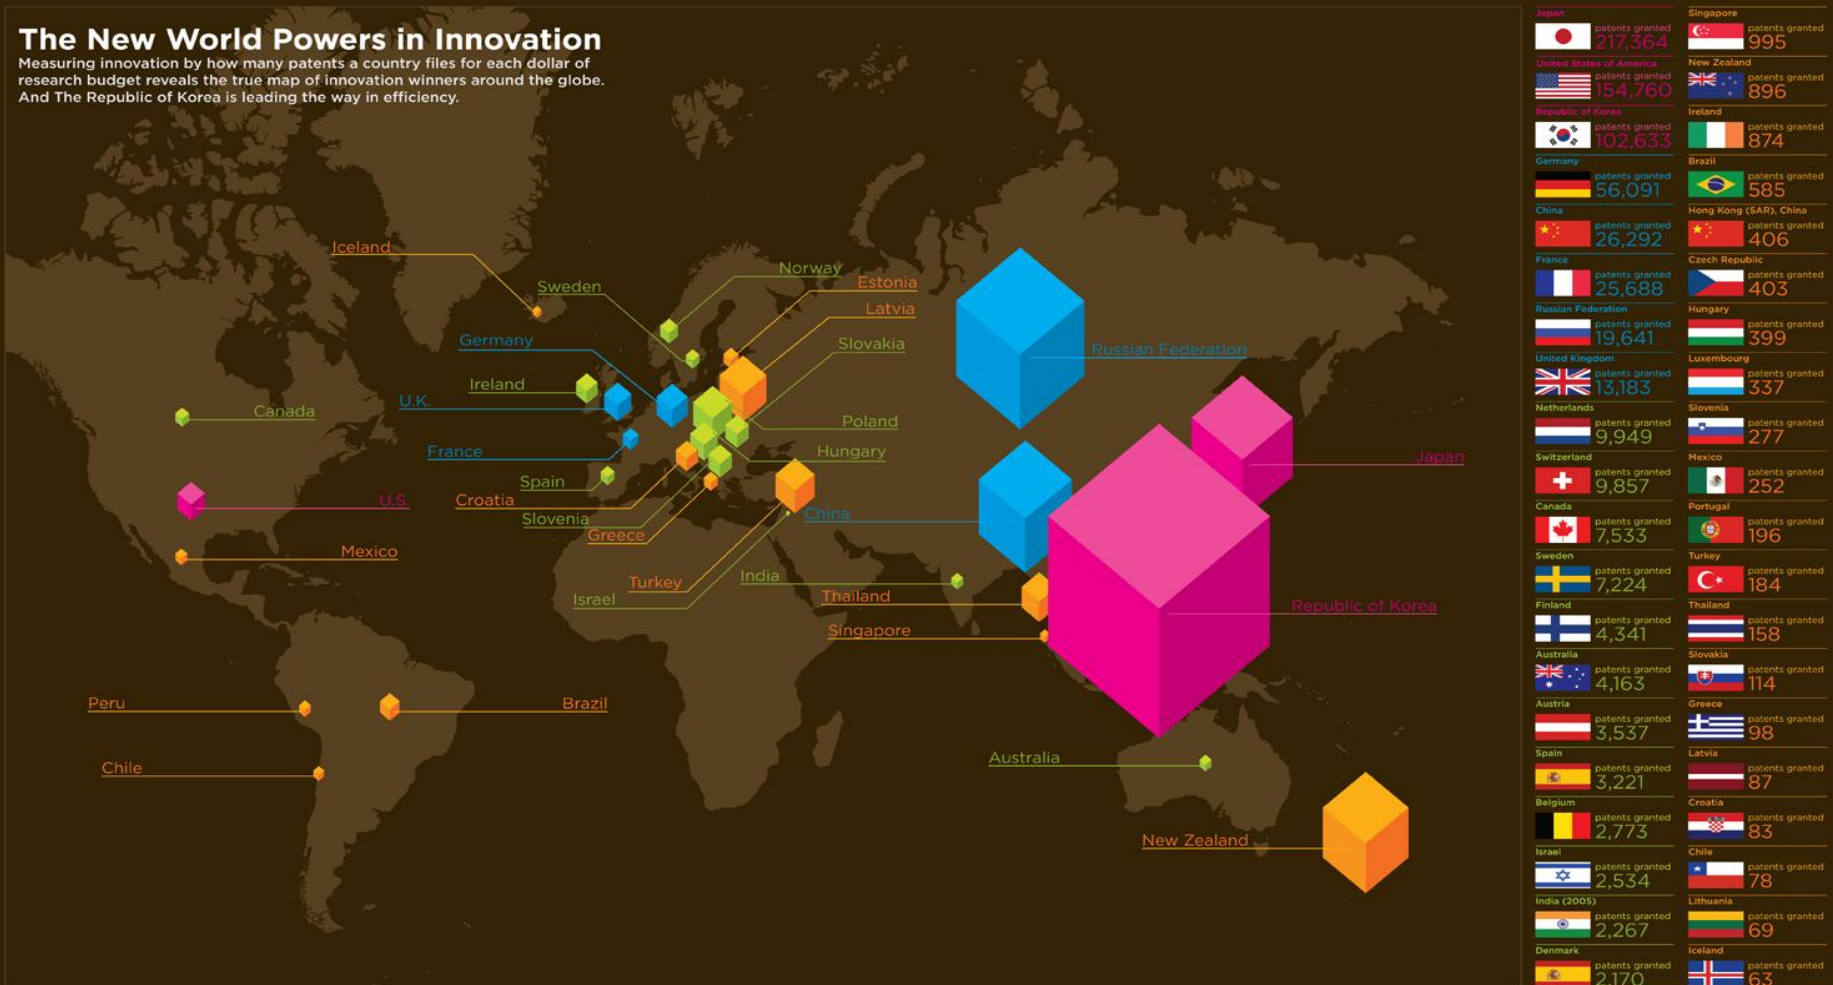 The New World Powers in Innovation
Measuring innovation by how many patents a country files for each dollar of
research budget reveals the true map of innovation winners around the globe.
And The Republic of Korea is leading the way in efficiency.
Iceland
Norway
Sweden
Estonia
Latvia
Germany
Slovakia
Russian Federation
Ireland
U.K.
Canada
Poland
France
Hungary
Japan
Spain
Croatia
U.S.
China
Slovenia
Greece
Mexico
Turkey
India
Israel
Thailand
Republic of Korea
Singapore
Peru
Brazil
Australia
Chile
New Zealand
Japan
patents granted
217,364
United States of America
patents granted
154,760
Republic of Korea
patents granted
102,633
Germany
patents granted
56,091
China
patents granted
26,292
France
patents granted
25,688
Russian Federation
patents granted
19,641
United Kingdom
patents granted
13,183
Netherlands
patents granted
9,949
Switzerland
patents granted
9,857
Canada
patents granted
7,533
Sweden
patents granted
7,224
Finland
patents granted
4,341
Australia
patents granted
4,163
Austria
patents granted
3,537
Spain
patents granted
3,221
Belgium
patents granted
2,773
Israel
patents granted
2,534
India (2005)
patents granted
2,267
Denmark
patents granted
2,170
Singapore
patents granted
995
New Zealand
patents granted
896
Ireland
patents granted
874
Brazil
patents granted
585
Hong Kong (SAR), China
patents granted
406
Czech Republic
patents granted
403
Hungary
patents granted
399
Luxembourg
patents granted
337
Slovenia
patents granted
277
Mexico
patents granted
252
Portugal
patents granted
196
Turkey
patents granted
184
Thailand
patents granted
158
Slovakia
patents granted
114
Greece
patents granted
98
Latvia
patents granted
87
Croatia
patents granted
83
Chile
patents granted
78
Lithuania
patents granted
69
Iceland
patents granted
63